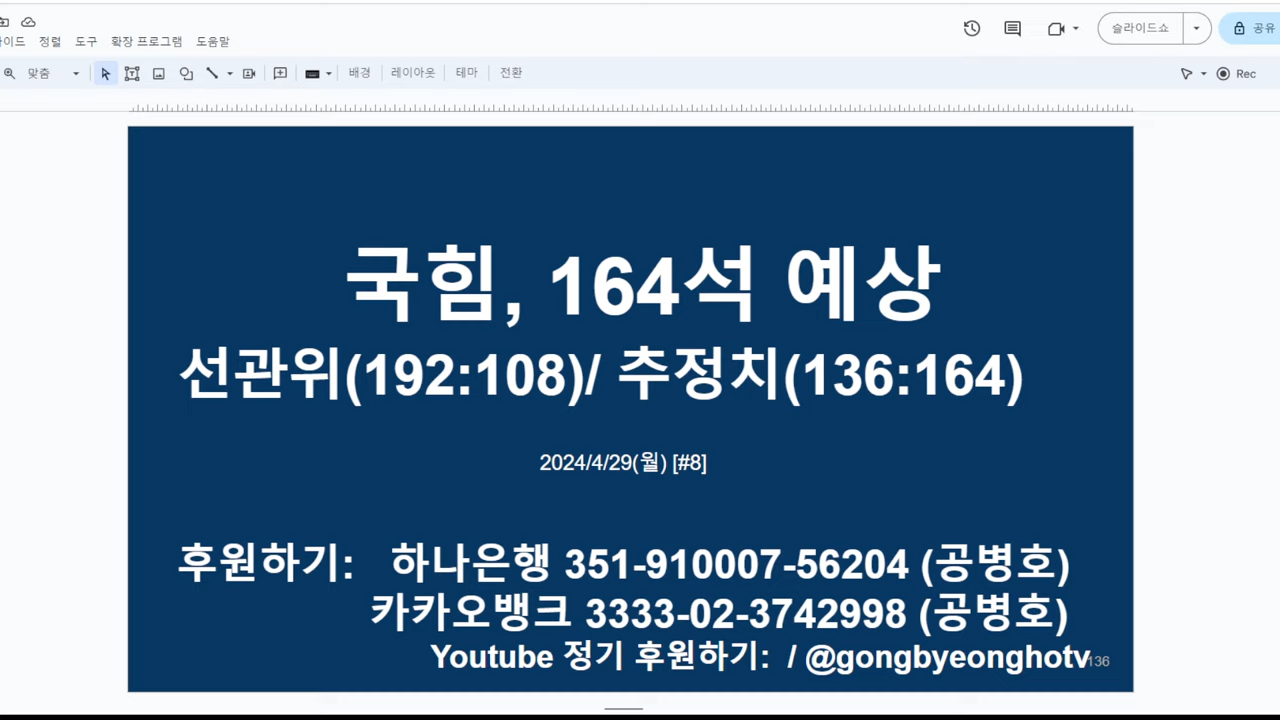 이드 정렬 도구 확장 프로그램 도움말
슬라이드쇼
공유
맞춤
배경 레이아웃 테마 전환
Rec
국힘, 164석 예상
선관위(192:108)/ 추정치(136:164)
2024/4/29(월) [#8]
후원하기: 하나은행 351-910007-56204 (공병호)
카카오뱅크 3333-02-3742998 (공병호)
Youtube 정기 후원하기: / @gongbyeonghotv
136